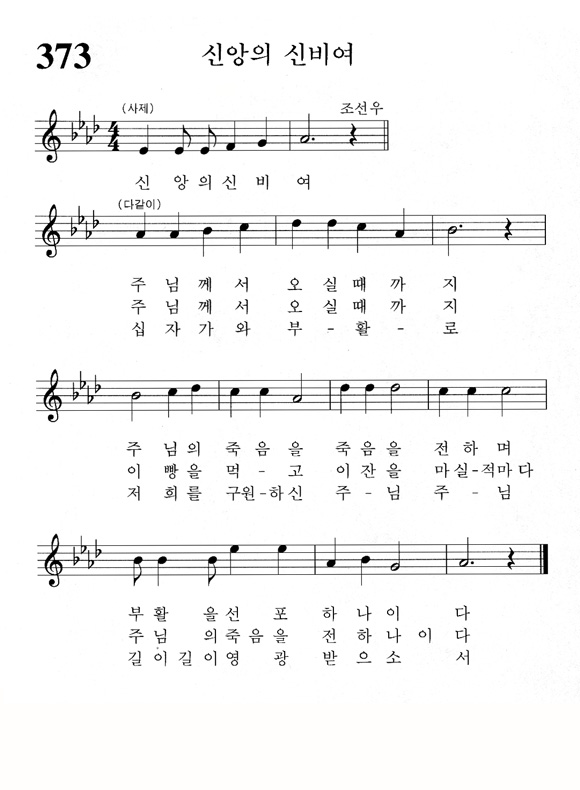 373 신앙의 신비여
(사제) 조선우
4 4
신 앙 의 신 비 여
(다같이)
주 님 께 서 오 실 때 까 지
주 님 께 서 오 실 때 까 지
십 자 가 와 부 - 활 - 로
주 님 의 죽 음 을 죽 음 을 전 하 며
이 빵 을 먹 - 고 이 잔 을 마 실 - 적 마 다
저 희 를 구 원 - 하 신 주 - 님 주 - 님
부 활 을 선 포 하 나 이 다
주 님 의 죽 음 을 전 하 나 이 다
길 이 길 이 영 광 받 으 소 서